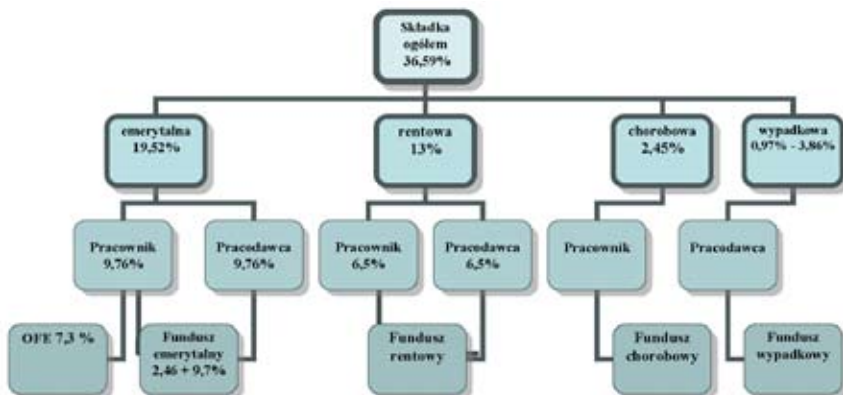 Składka
ogółem
36,59%
emerytalna
19,52%
rentowa
13%
chorobowa
2,45%
wypadkowa
0,97% - 3,86%
Pracownik
9,76%
Pracodawca
9,76%
Pracownik
6,5%
Pracodawca
6,5%
Pracownik
Pracodawca
OFE 7,3 %
Fundusz
emerytalny
2,46 + 9,7%
Fundusz
rentowy
Fundusz
chorobowy
Fundusz
wypadkowy